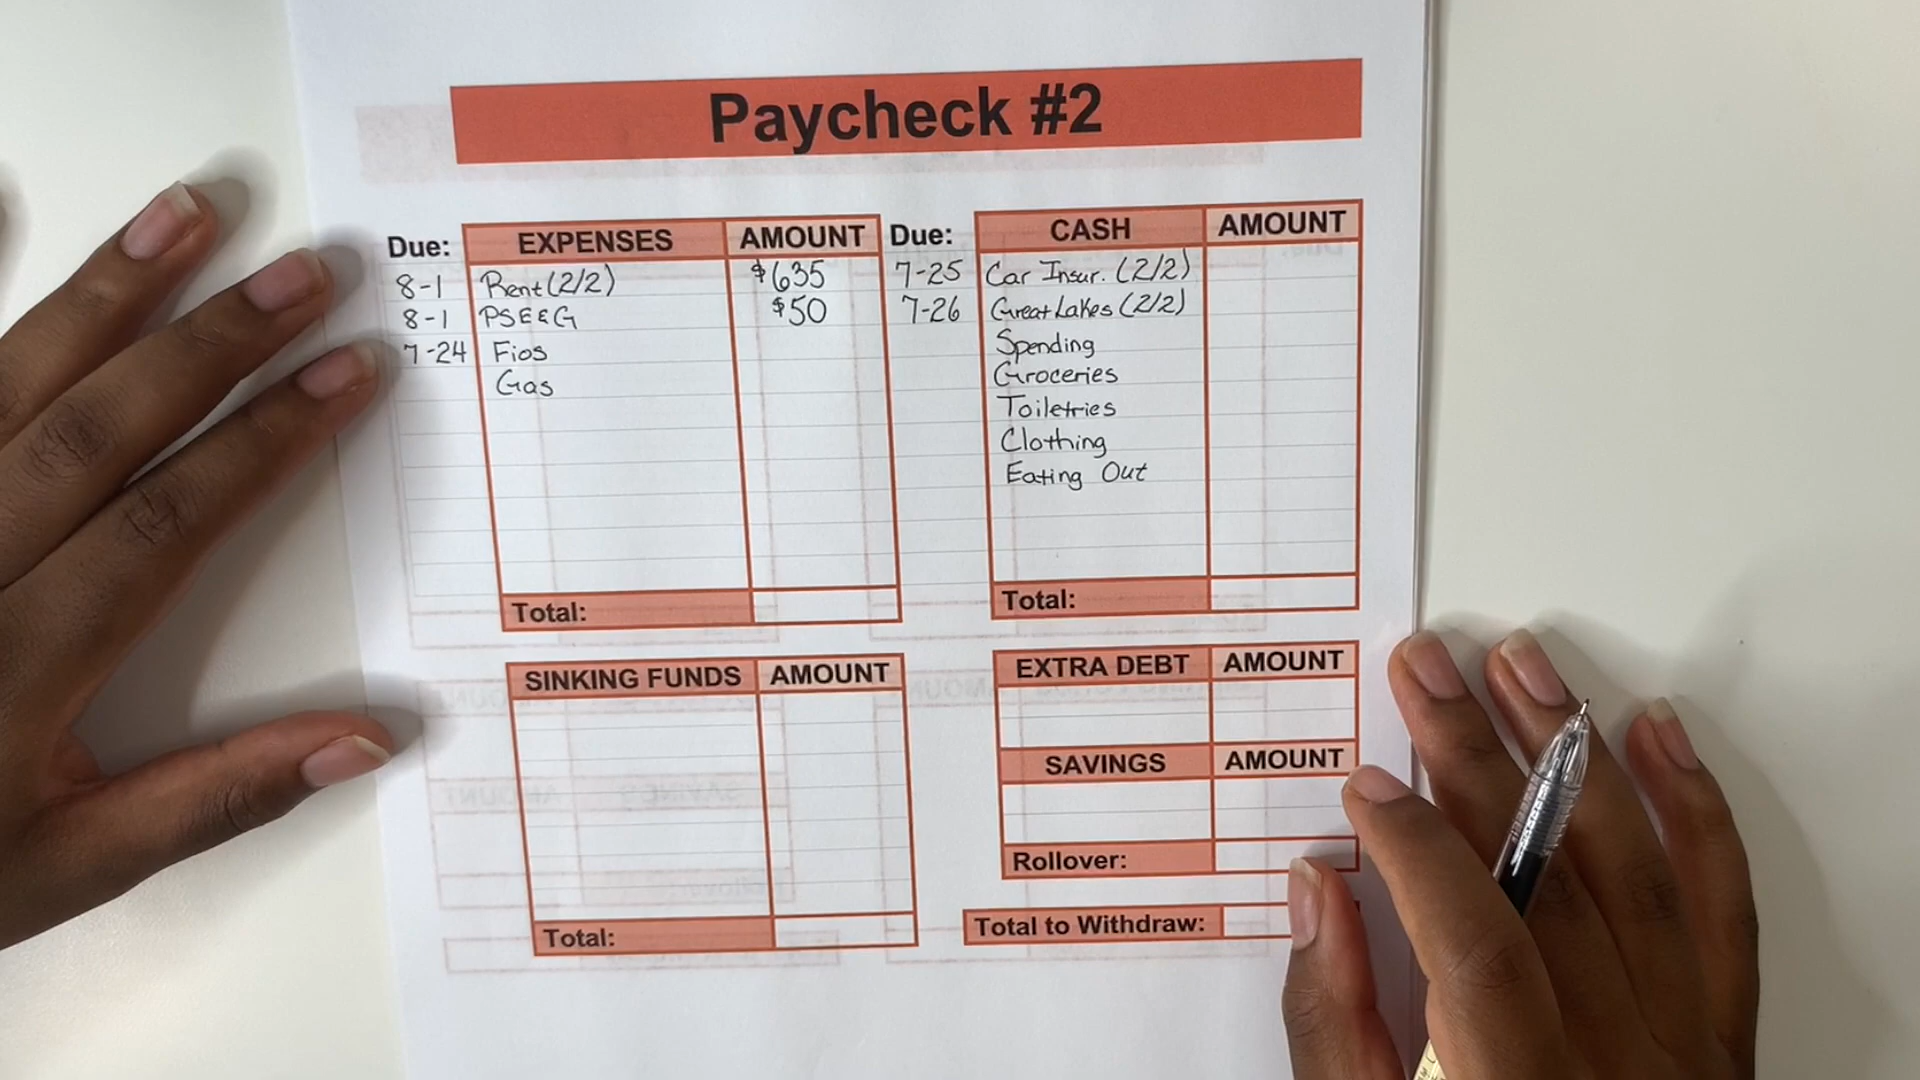 Paycheck #2
Due: EXPENSES AMOUNT
8-1 Rent (2/2) $635
8-1 PSE&G $50
7-24 Fios
Gas
Total:
Due: CASH AMOUNT
7-25 Car Insur. (2/2)
7-26 Great Lakes (2/2)
Spending
Groceries
Toiletries
Clothing
Eating Out
Total:
SINKING FUNDS AMOUNT
Total:
EXTRA DEBT AMOUNT
SAVINGS AMOUNT
Rollover:
Total to Withdraw: